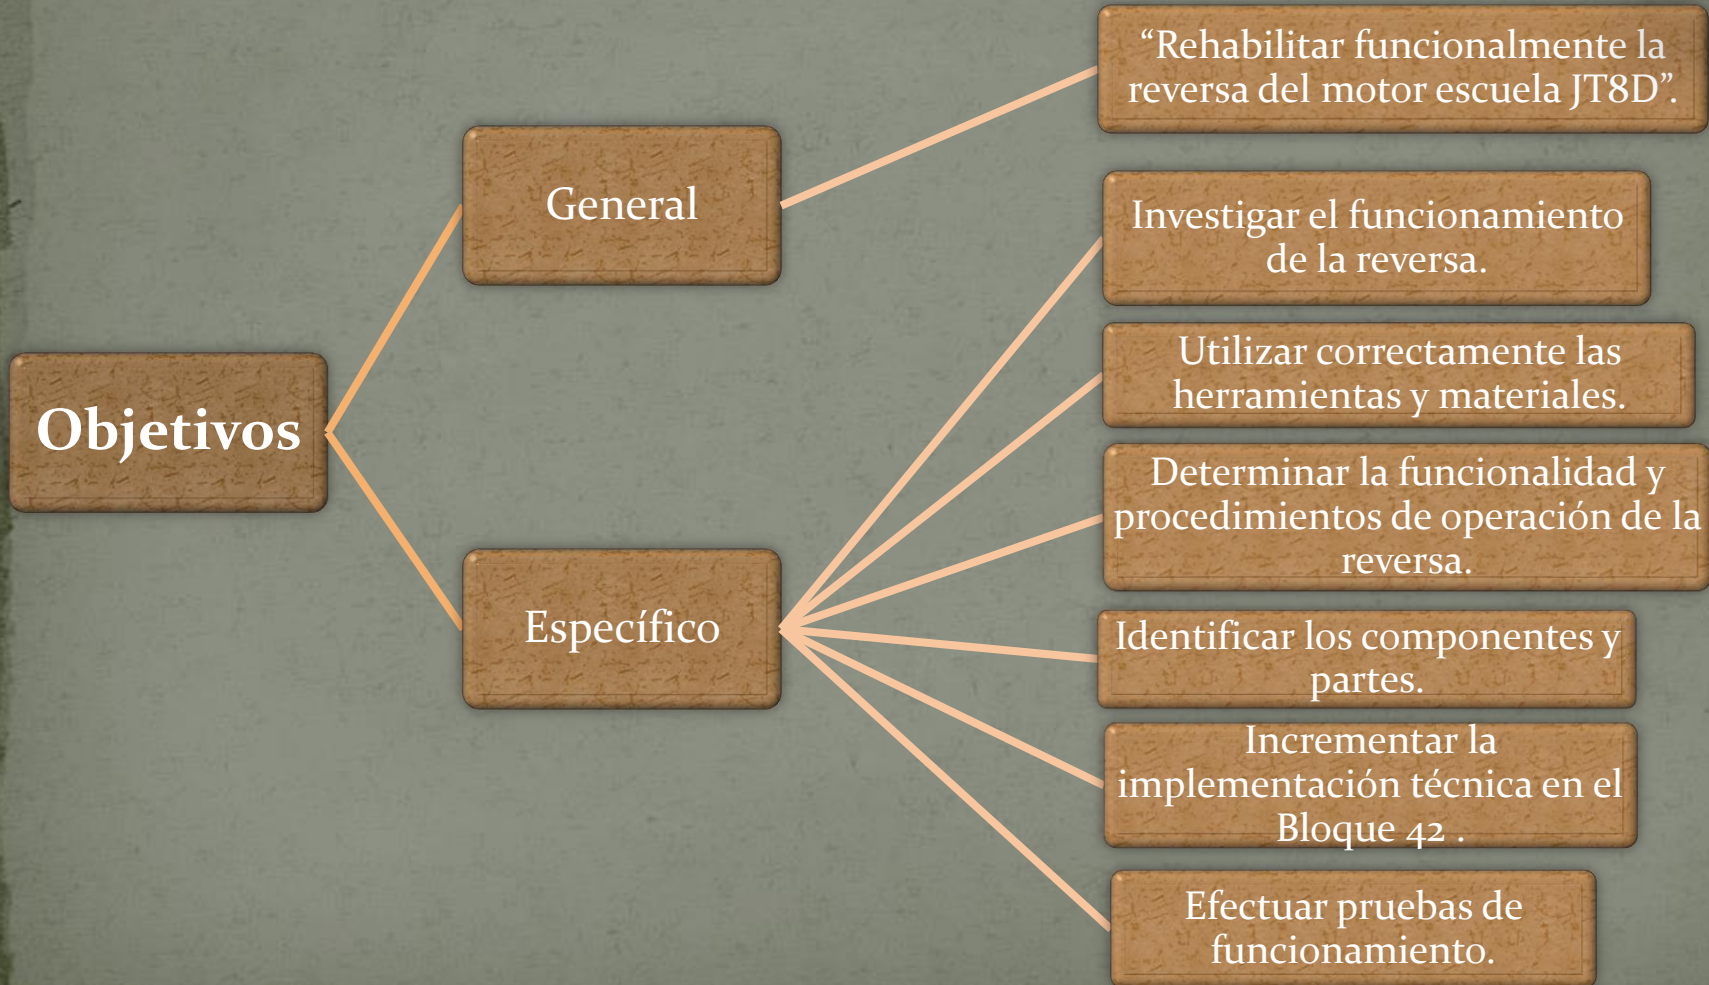 Objetivos
General
“Rehabilitar funcionalmente la
reversa del motor escuela JT8D”.
Específico
Investigar el funcionamiento
de la reversa.
Utilizar correctamente las
herramientas y materiales.
Determinar la funcionalidad y
procedimientos de operación de la
reversa.
Identificar los componentes y
partes.
Incrementar la
implementación técnica en el
Bloque 42 .
Efectuar pruebas de
funcionamiento.